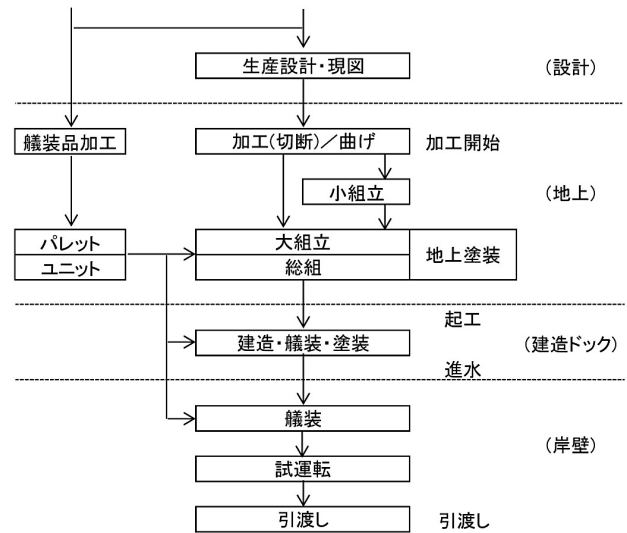 生産設計・現図
（設計）
艤装品加工
加工（切断）／曲げ
加工開始
小組立
（地上）
パレット
ユニット
大組立
総組
地上塗装
起工
建造・艤装・塗装
（建造ドック）
進水
艤装
（岸壁）
試運転
引渡し
引渡し